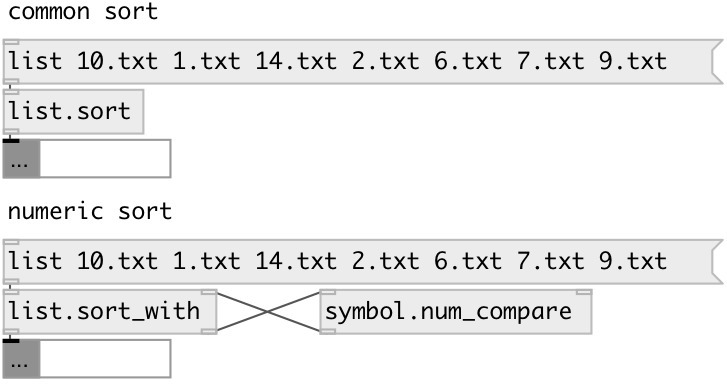 common sort
list 10.txt 1.txt 14.txt 2.txt 6.txt 7.txt 9.txt
list.sort
...
numeric sort
list 10.txt 1.txt 14.txt 2.txt 6.txt 7.txt 9.txt
list.sort_with symbol.num_compare
...